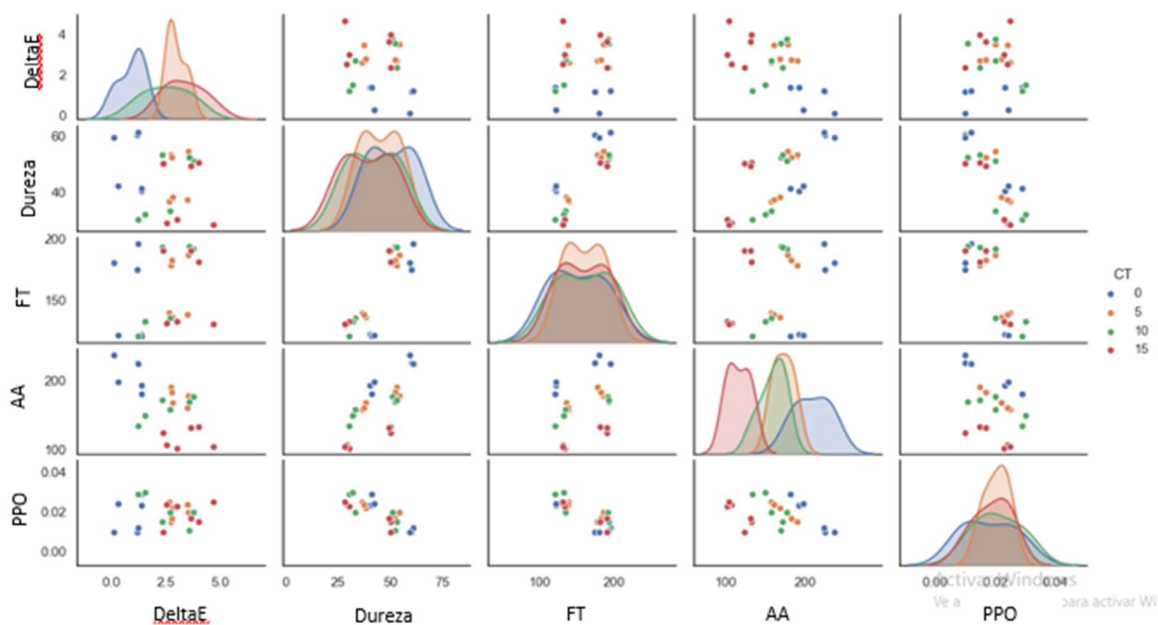 DeltaE
4
2
0
Dureza
60
40
FT
200
150
AA
200
100
PPO
0.04
0.02
0.00
0.0 2.5 5.0
0 25 50 75
100 200
100 200
0.00 0.02 0.04
DeltaE Dureza FT AA PPO
CT
0
5
10
15
Activar Windows
Ve a para activar Wi